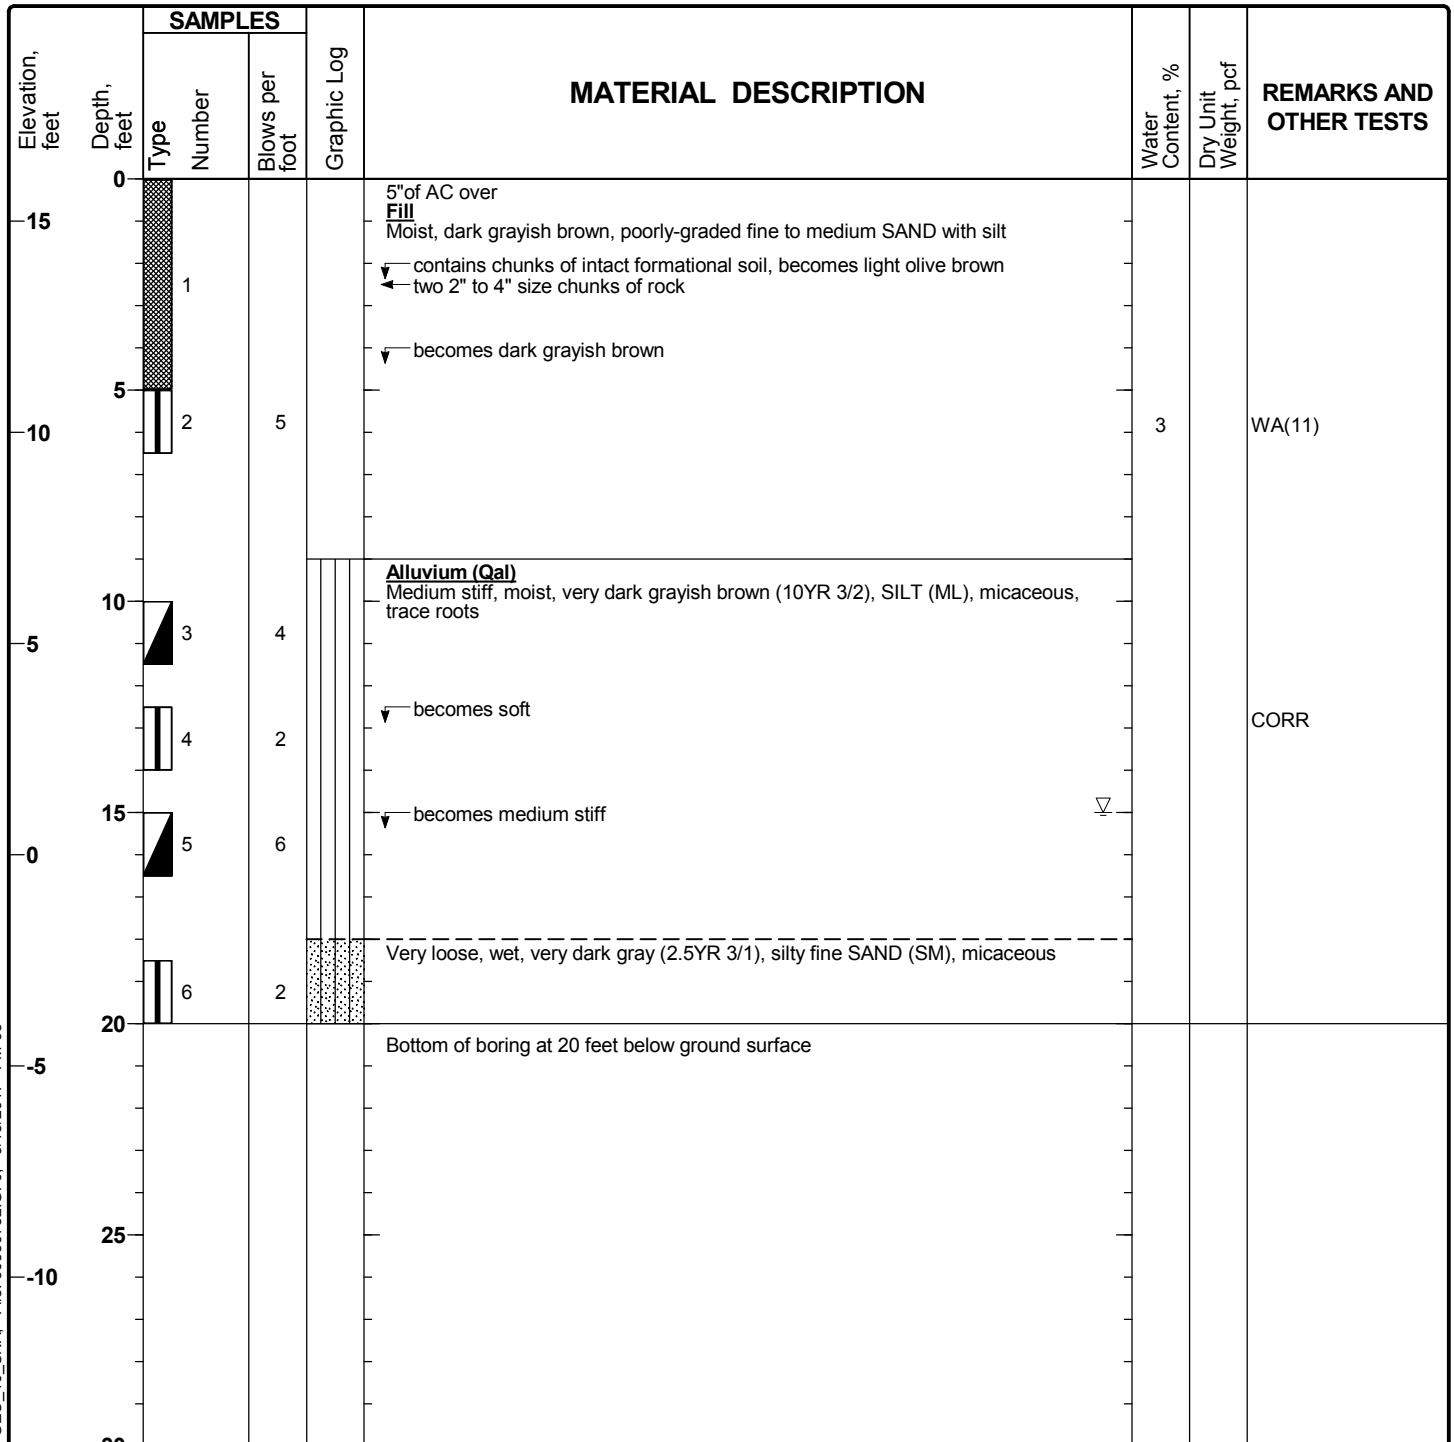 SAMPLES
Elevation,
feet
Depth,
feet
Type
Number
Blows per
foot
Graphic Log
MATERIAL DESCRIPTION
Water
Content, %
Dry Unit
Weight, pcf
REMARKS AND
OTHER TESTS
0
5"of AC over
Fill
15
Moist, dark grayish brown, poorly-graded fine to medium SAND with silt
contains chunks of intact formational soil, becomes light olive brown
1
two 2" to 4" size chunks of rock
becomes dark grayish brown
5
2 5 3 WA(11)
10
Alluvium (Qal)
Medium stiff, moist, very dark grayish brown (10YR 3/2), SILT (ML), micaceous,
10
trace roots
3 4
5
becomes soft
CORR
4 2
15
becomes medium stiff
5 6
0
Very loose, wet, very dark gray (2.5YR 3/1), silty fine SAND (SM), micaceous
6 2
20
Bottom of boring at 20 feet below ground surface
-5
25
-10